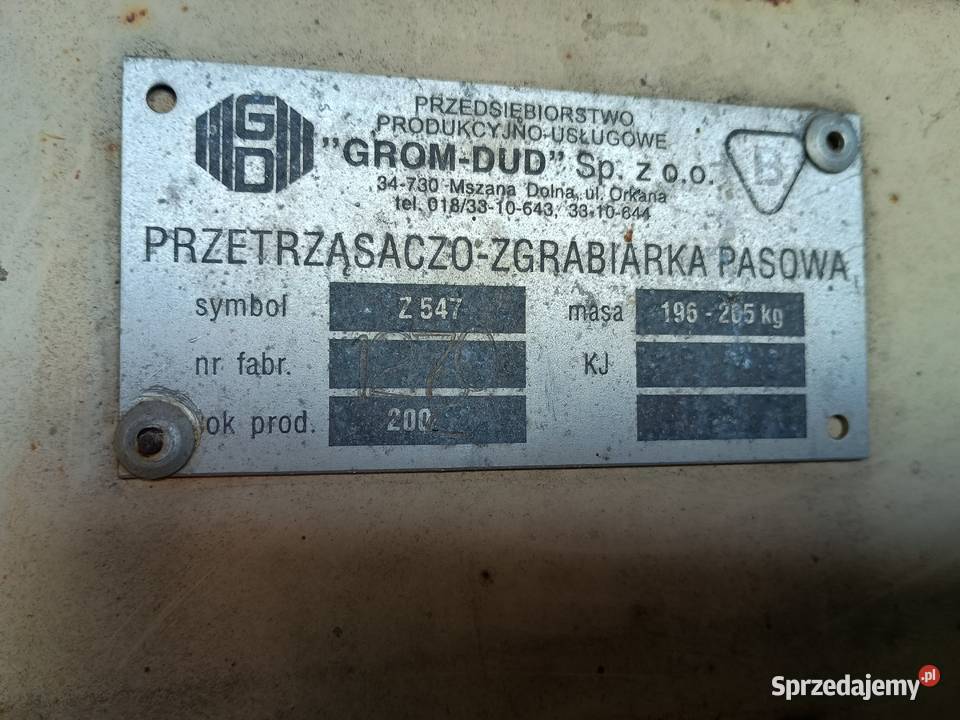 GD
PRZEDSIĘBIORSTWO
PRODUKCYJNO-USŁUGOWE
"GROM-DUD" Sp. z o.o.
34-730 Mszana Dolna, ul. Orkana
tel. 018/33-10-643, 33-10-644
B
PRZETRZĄSACZO-ZGRABIARKA PASOWA
symbol Z 547 masa 196 - 205 kg
nr fabr. KJ
ok prod. 200
Sprzedajemy.pl